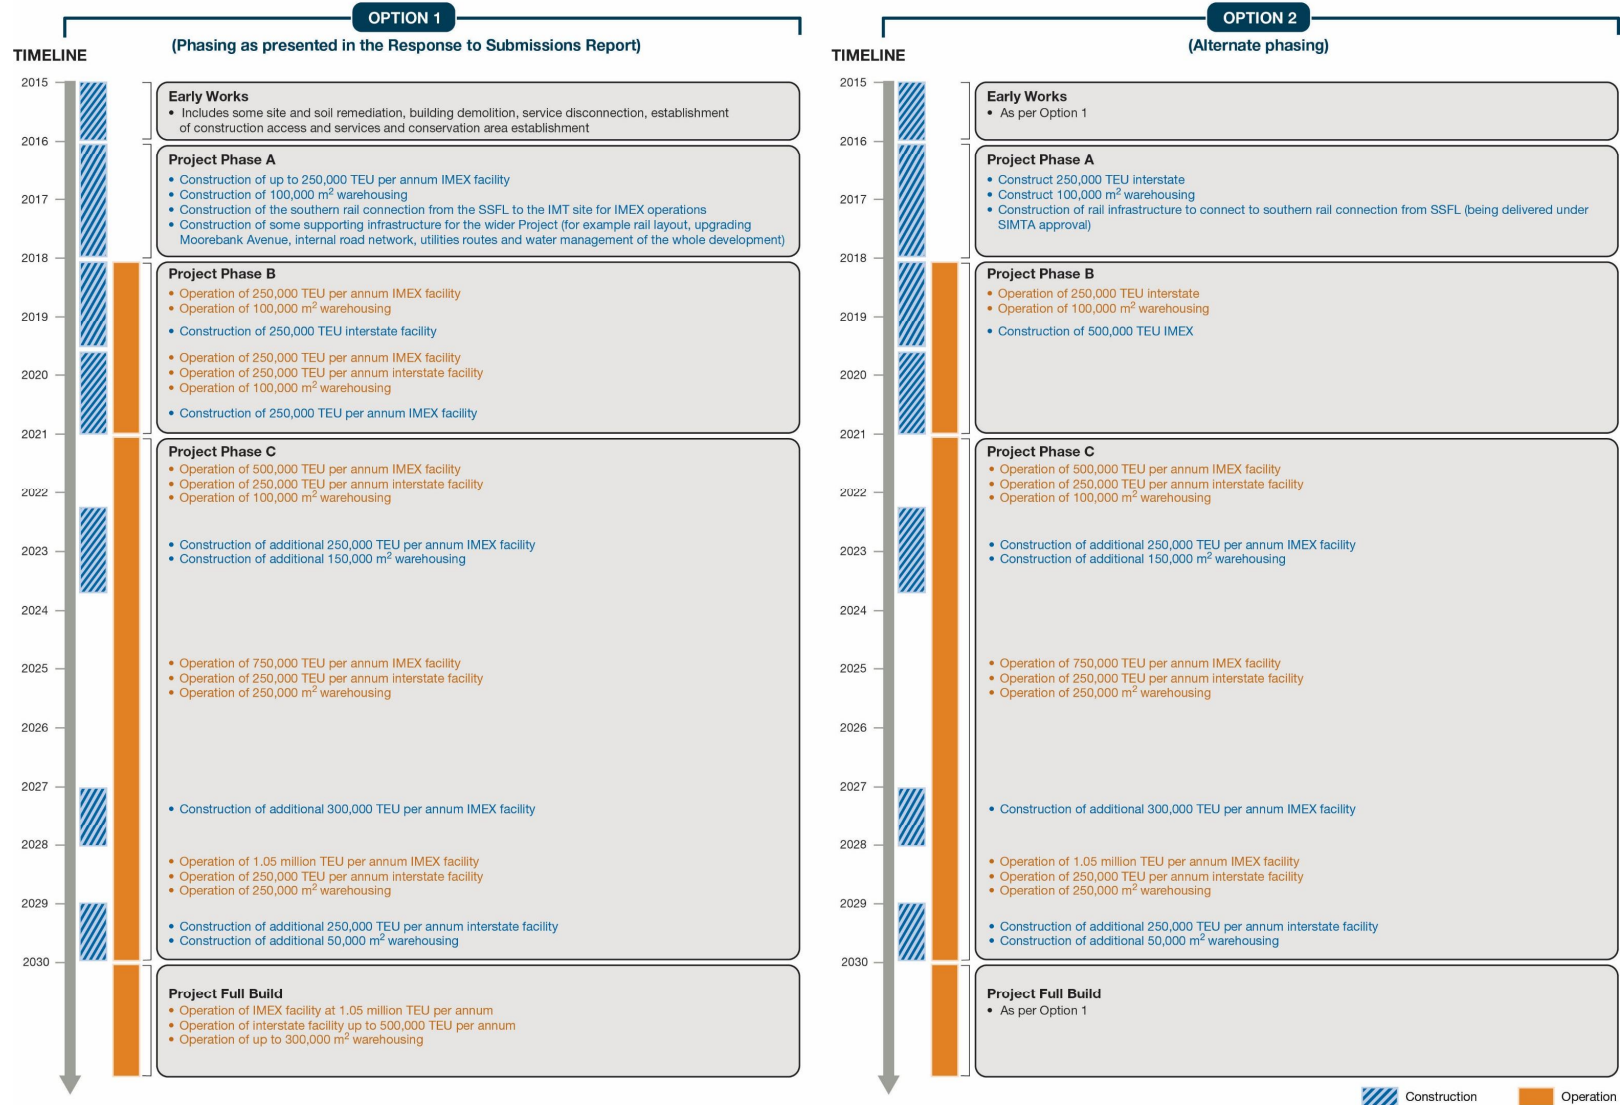 OPTION 1
(Phasing as presented in the Response to Submissions Report)
TIMELINE
2015
2016
2017
2018
2019
2020
2021
2022
2023
2024
2025
2026
2027
2028
2029
2030
Early Works
• Includes some site and soil remediation, building demolition, service disconnection, establishment
of construction access and services and conservation area establishment
Project Phase A
• Construction of up to 250,000 TEU per annum IMEX facility
• Construction of 100,000 m² warehousing
• Construction of the southern rail connection from the SSFL to the IMT site for IMEX operations
• Construction of some supporting infrastructure for the wider Project (for example rail layout, upgrading
Moorebank Avenue, internal road network, utilities routes and water management of the whole development)
Project Phase B
• Operation of 250,000 TEU per annum IMEX facility
• Operation of 100,000 m² warehousing
• Construction of 250,000 TEU interstate facility
• Operation of 250,000 TEU per annum IMEX facility
• Operation of 250,000 TEU per annum interstate facility
• Operation of 100,000 m² warehousing
• Construction of 250,000 TEU per annum IMEX facility
Project Phase C
• Operation of 500,000 TEU per annum IMEX facility
• Operation of 250,000 TEU per annum interstate facility
• Operation of 100,000 m² warehousing
• Construction of additional 250,000 TEU per annum IMEX facility
• Construction of additional 150,000 m² warehousing
• Operation of 750,000 TEU per annum IMEX facility
• Operation of 250,000 TEU per annum interstate facility
• Operation of 250,000 m² warehousing
• Construction of additional 300,000 TEU per annum IMEX facility
• Operation of 1.05 million TEU per annum IMEX facility
• Operation of 250,000 TEU per annum interstate facility
• Operation of 250,000 m² warehousing
• Construction of additional 250,000 TEU per annum interstate facility
• Construction of additional 50,000 m² warehousing
Project Full Build
• Operation of IMEX facility at 1.05 million TEU per annum
• Operation of interstate facility up to 500,000 TEU per annum
• Operation of up to 300,000 m² warehousing
OPTION 2
(Alternate phasing)
TIMELINE
2015
2016
2017
2018
2019
2020
2021
2022
2023
2024
2025
2026
2027
2028
2029
2030
Early Works
• As per Option 1
Project Phase A
• Construct 250,000 TEU interstate
• Construct 100,000 m² warehousing
• Construction of rail infrastructure to connect to southern rail connection from SSFL (being delivered under
SIMTA approval)
Project Phase B
• Operation of 250,000 TEU interstate
• Operation of 100,000 m² warehousing
• Construction of 500,000 TEU IMEX
Project Phase C
• Operation of 500,000 TEU per annum IMEX facility
• Operation of 250,000 TEU per annum interstate facility
• Operation of 100,000 m² warehousing
• Construction of additional 250,000 TEU per annum IMEX facility
• Construction of additional 150,000 m² warehousing
• Operation of 750,000 TEU per annum IMEX facility
• Operation of 250,000 TEU per annum interstate facility
• Operation of 250,000 m² warehousing
• Construction of additional 300,000 TEU per annum IMEX facility
• Operation of 1.05 million TEU per annum IMEX facility
• Operation of 250,000 TEU per annum interstate facility
• Operation of 250,000 m² warehousing
• Construction of additional 250,000 TEU per annum interstate facility
• Construction of additional 50,000 m² warehousing
Project Full Build
• As per Option 1
Construction
Operation